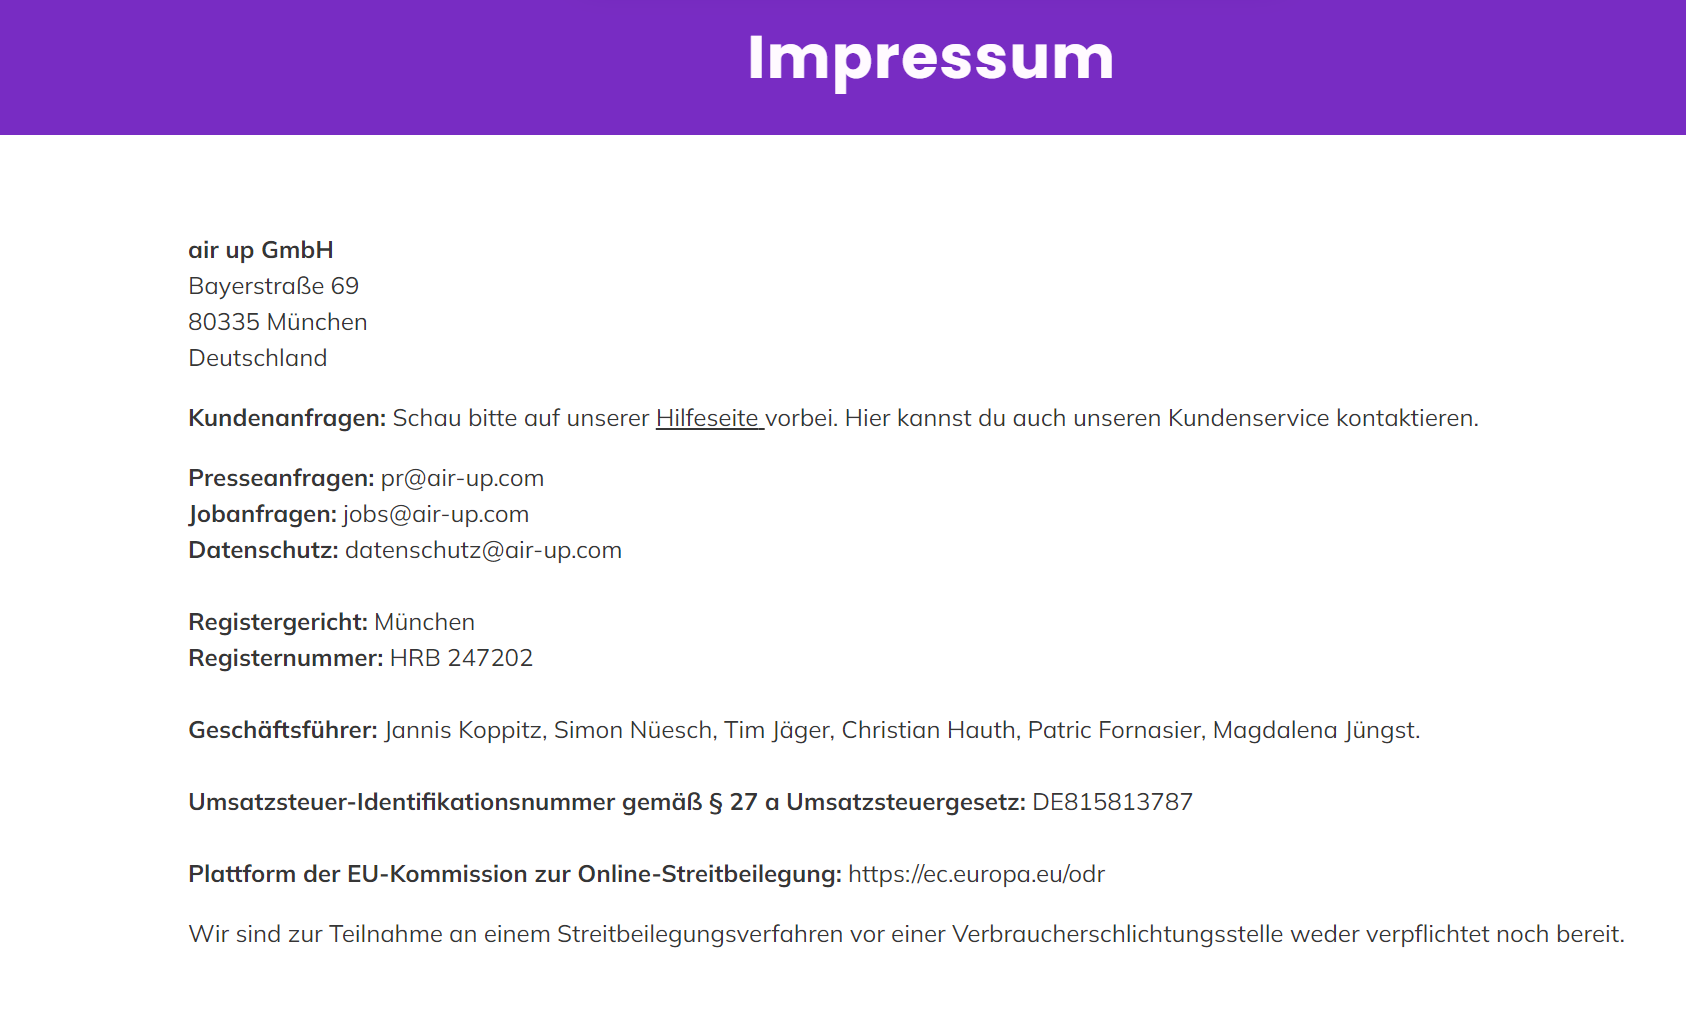 Impressum
air up GmbH
Bayerstraße 69
80335 München
Deutschland
Kundenanfragen: Schau bitte auf unserer Hilfeseite vorbei. Hier kannst du auch unseren Kundenservice kontaktieren.
Presseanfragen: pr@air-up.com
Jobanfragen: jobs@air-up.com
Datenschutz: datenschutz@air-up.com
Registergericht: München
Registernummer: HRB 247202
Geschäftsführer: Jannis Koppitz, Simon Nüesch, Tim Jäger, Christian Hauth, Patric Fornasier, Magdalena Jüngst.
Umsatzsteuer-Identifikationsnummer gemäß § 27 a Umsatzsteuergesetz: DE815813787
Plattform der EU-Kommission zur Online-Streitbeilegung: https://ec.europa.eu/odr
Wir sind zur Teilnahme an einem Streitbeilegungsverfahren vor einer Verbraucherschlichtungsstelle weder verpflichtet noch bereit.